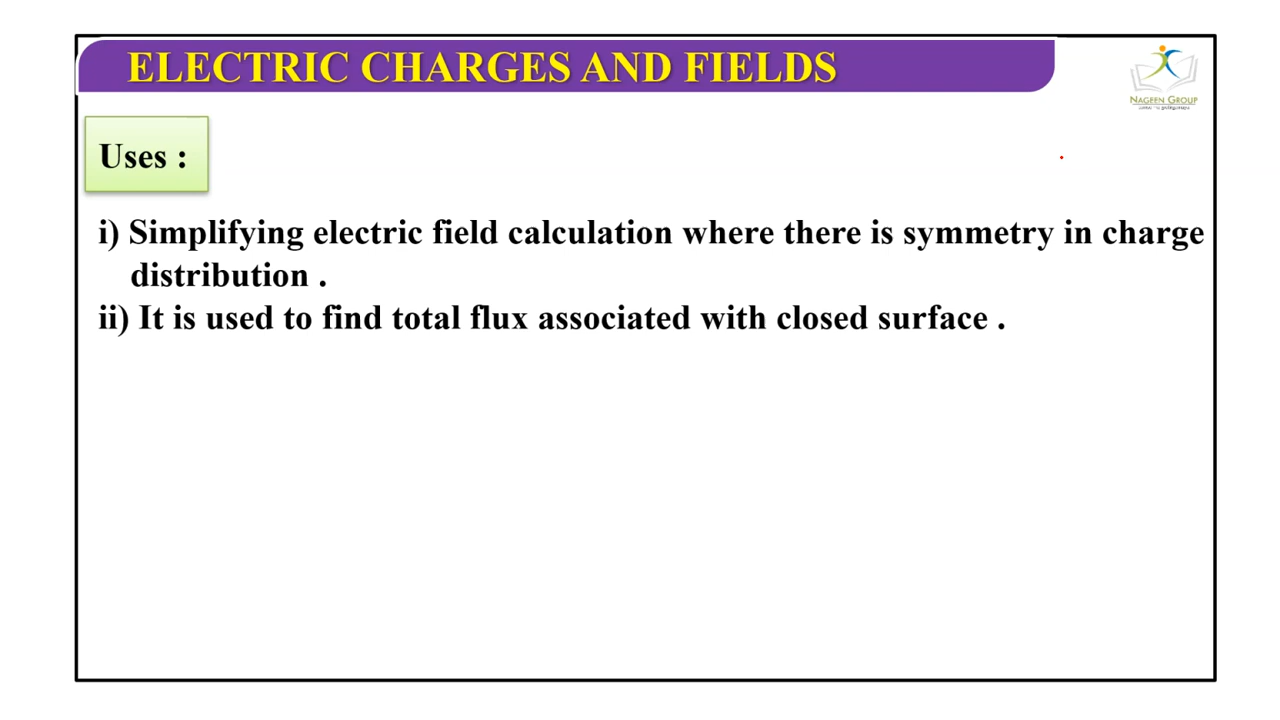 ELECTRIC CHARGES AND FIELDS
NAGEEN GROUP
Uses :
i) Simplifying electric field calculation where there is symmetry in charge
distribution .
ii) It is used to find total flux associated with closed surface .